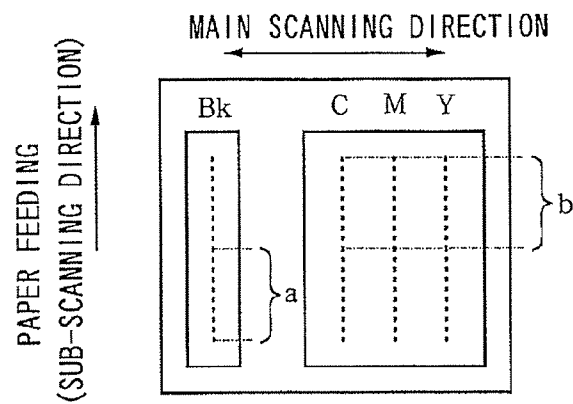 MAIN SCANNING DIRECTION
PAPER FEEDING
(SUB-SCANNING DIRECTION)
Bk C M Y
b
a